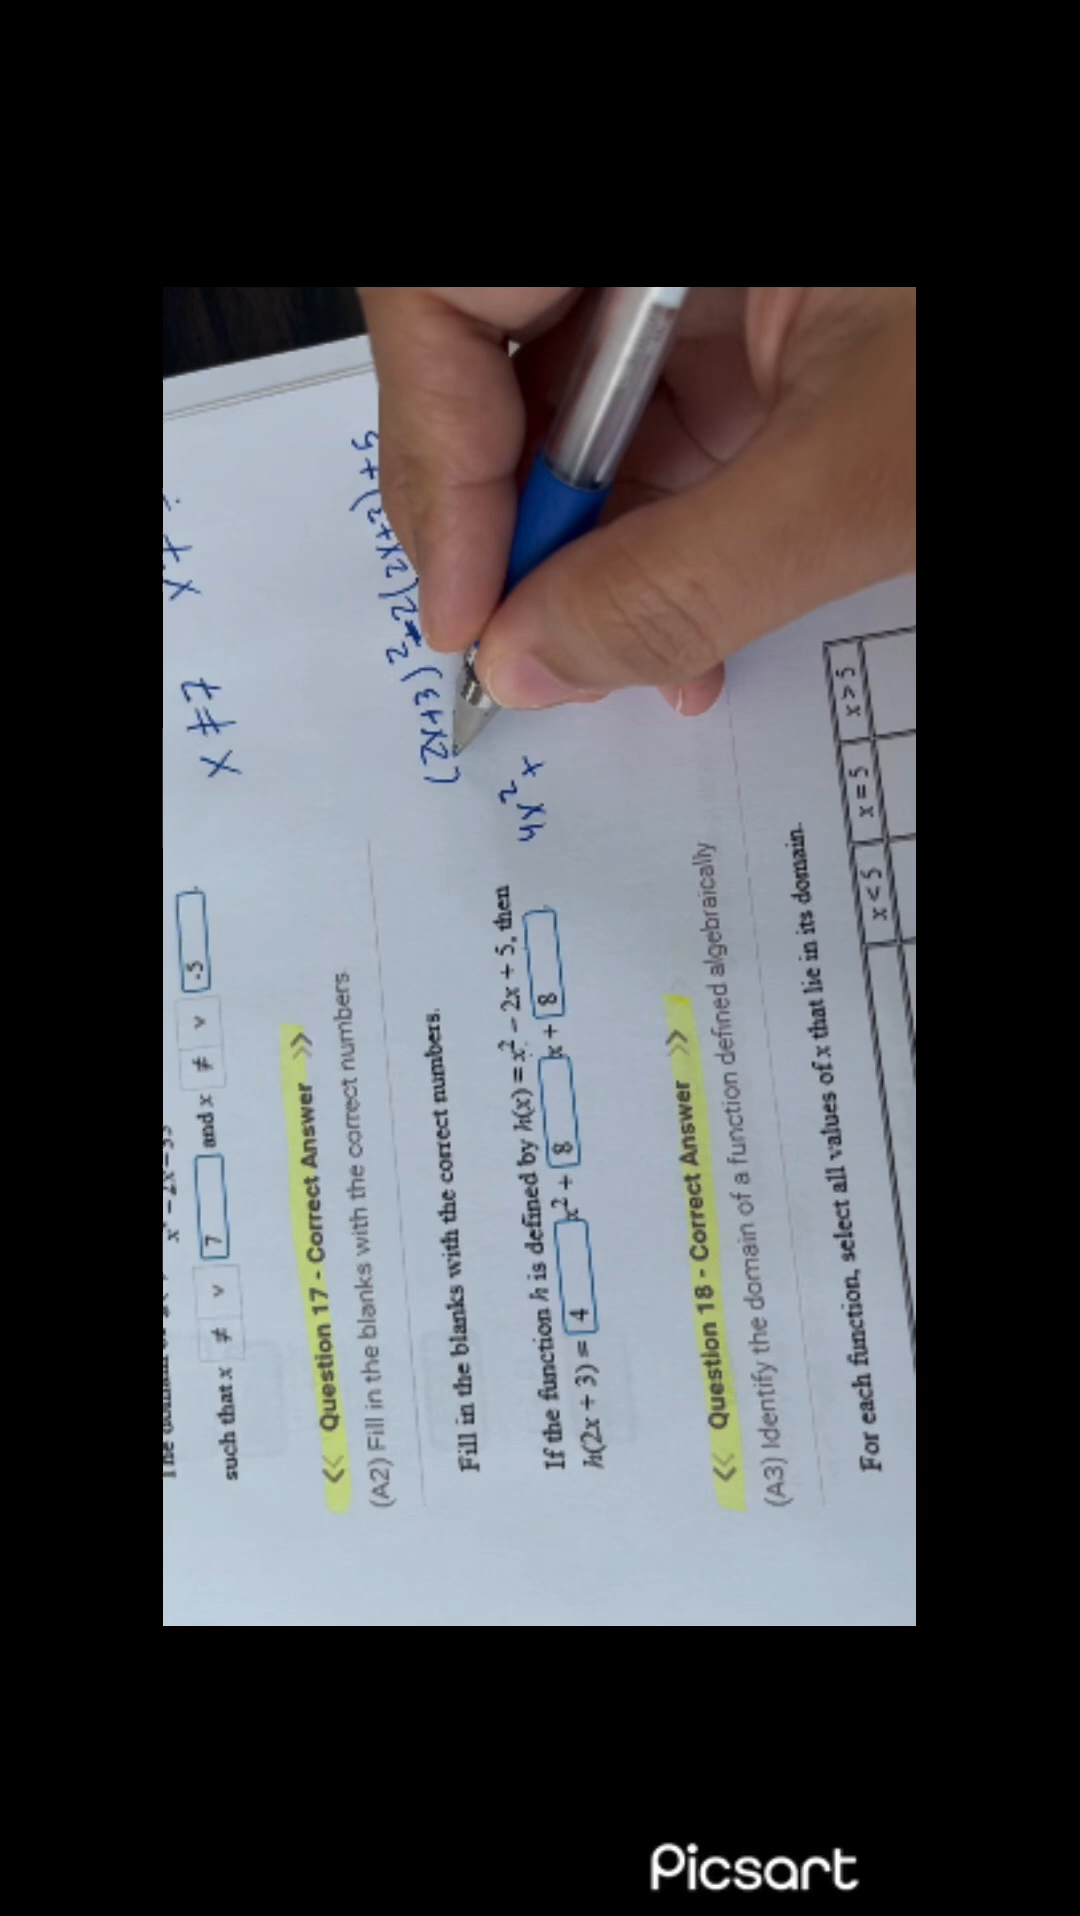 x² – 2x – 35
x ≠
such that x ≠ v 7 and x ≠ v -5 .
x ≠ 7
<< Question 17 - Correct Answer >>
(A2) Fill in the blanks with the correct numbers
(2x+3)² - 2(2x+3)+5
Fill in the blanks with the correct numbers.
4x² +
If the function h is defined by h(x) = x² – 2x + 5, then
h(2x + 3) = 4 x² + 8 x + 8 .
<< Question 18 - Correct Answer >>
(A3) Identify the domain of a function defined algebraically
For each function, select all values of x that lie in its domain.
x < 5 x = 5 x > 5
Picsart